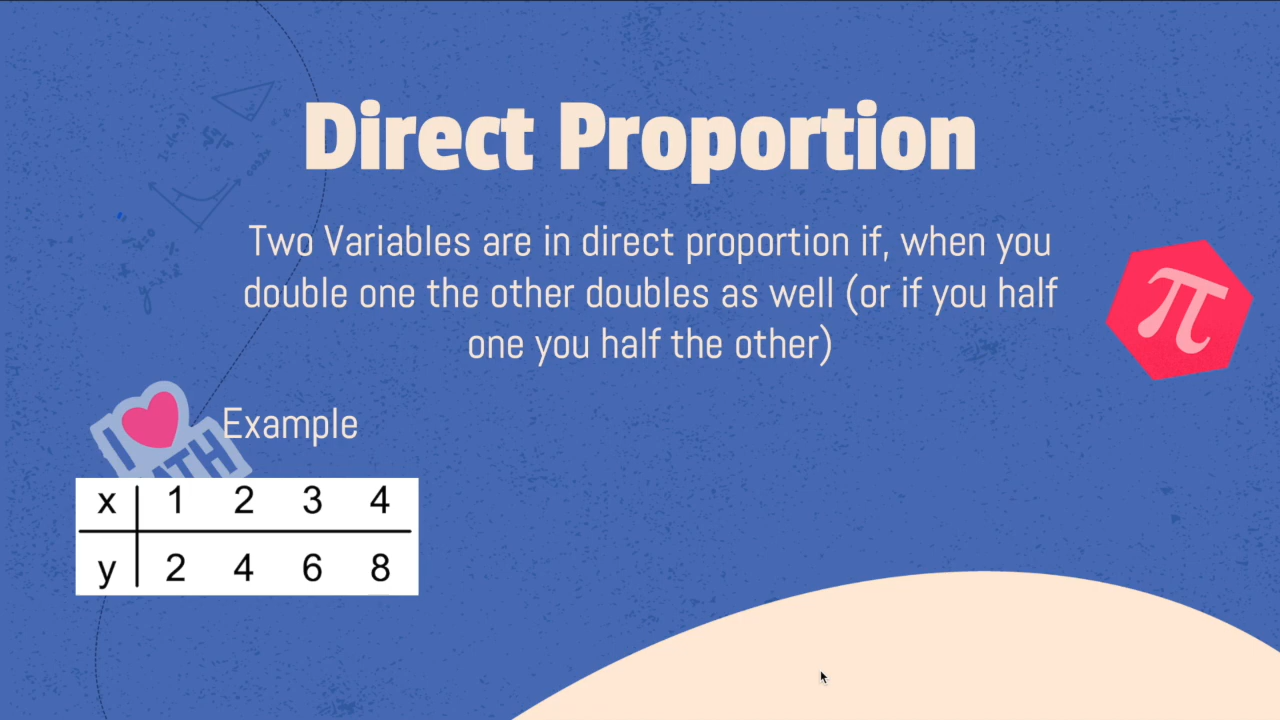 Direct Proportion
Two Variables are in direct proportion if, when you
double one the other doubles as well (or if you half
one you half the other)
π
Example
I
ATH
x 1 2 3 4
y 2 4 6 8